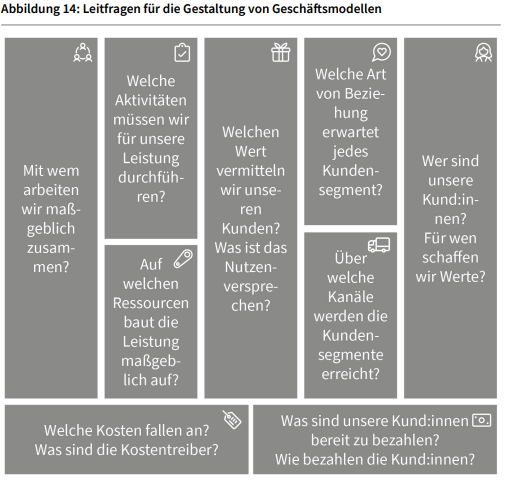 Abbildung 14: Leitfragen für die Gestaltung von Geschäftsmodellen
Mit wem
arbeiten
wir maß-
geblich
zusam-
men?
Welche
Aktivitäten
müssen wir
für unsere
Leistung
durchfüh-
ren?
Auf
welchen
Ressourcen
baut die
Leistung
maßgeb-
lich auf?
Welchen
Wert
vermitteln
wir unse-
ren
Kunden?
Was ist das
Nutzen-
verspre-
chen?
Welche Art
von Bezie-
hung
erwartet
jedes
Kunden-
segment?
Über
welche
Kanäle
werden die
Kunden-
segmente
erreicht?
Wer sind
unsere
Kund:in-
nen?
Für wen
schaffen
wir Werte?
Welche Kosten fallen an?
Was sind die Kostentreiber?
Was sind unsere Kund:innen
bereit zu bezahlen?
Wie bezahlen die Kund:innen?